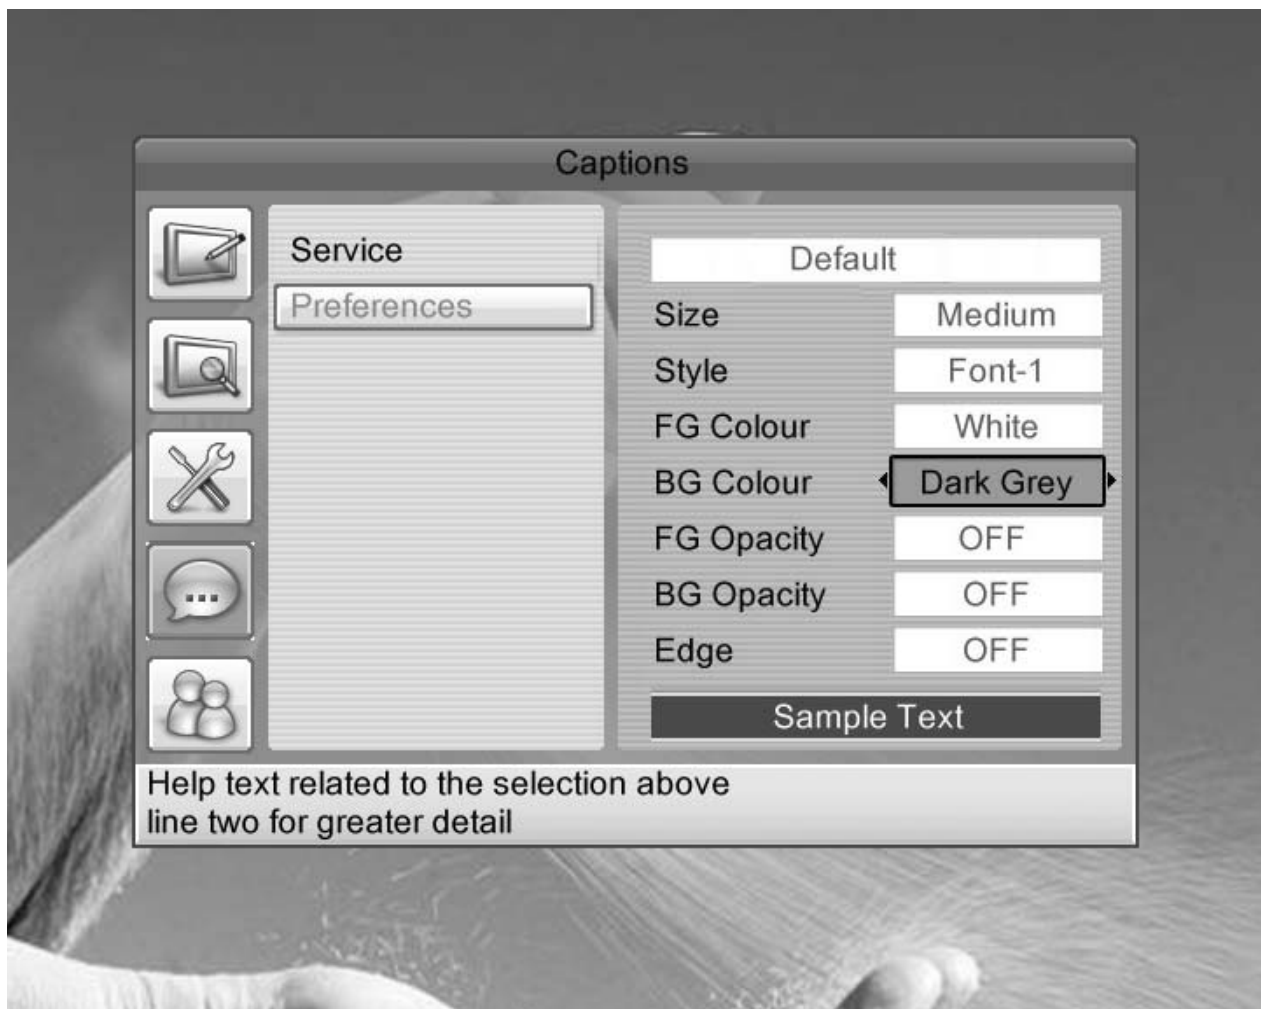 Captions
Service
Preferences
Default
Size Medium
Style Font-1
FG Colour White
BG Colour Dark Grey
FG Opacity OFF
BG Opacity OFF
Edge OFF
Sample Text
Help text related to the selection above
line two for greater detail